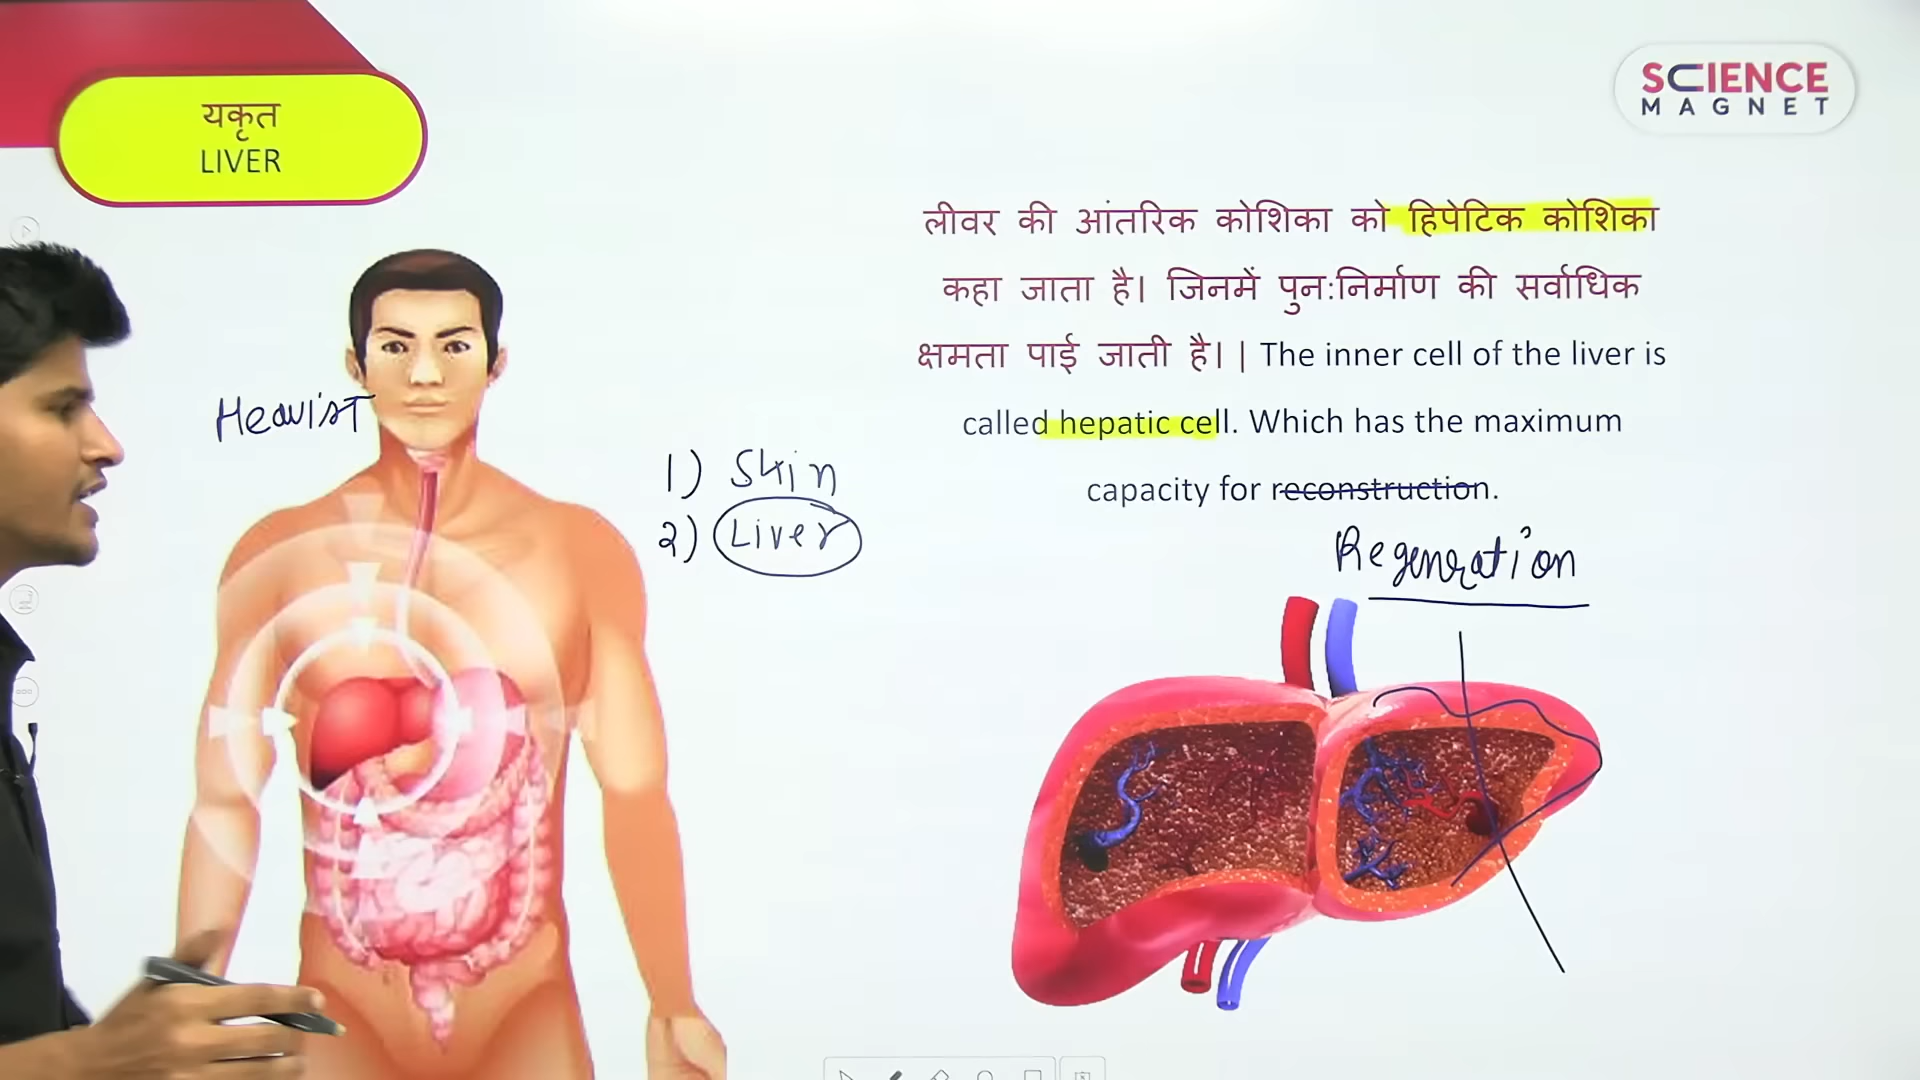 यकृत
LIVER
SCIENCE
MAGNET
लीवर की आंतरिक कोशिका को हिपेटिक कोशिका
कहा जाता है। जिनमें पुनःनिर्माण की सर्वाधिक
क्षमता पाई जाती है। | The inner cell of the liver is
called hepatic cell. Which has the maximum
capacity for reconstruction.
Regeneration
Heavist
1) Skin
2) Liver